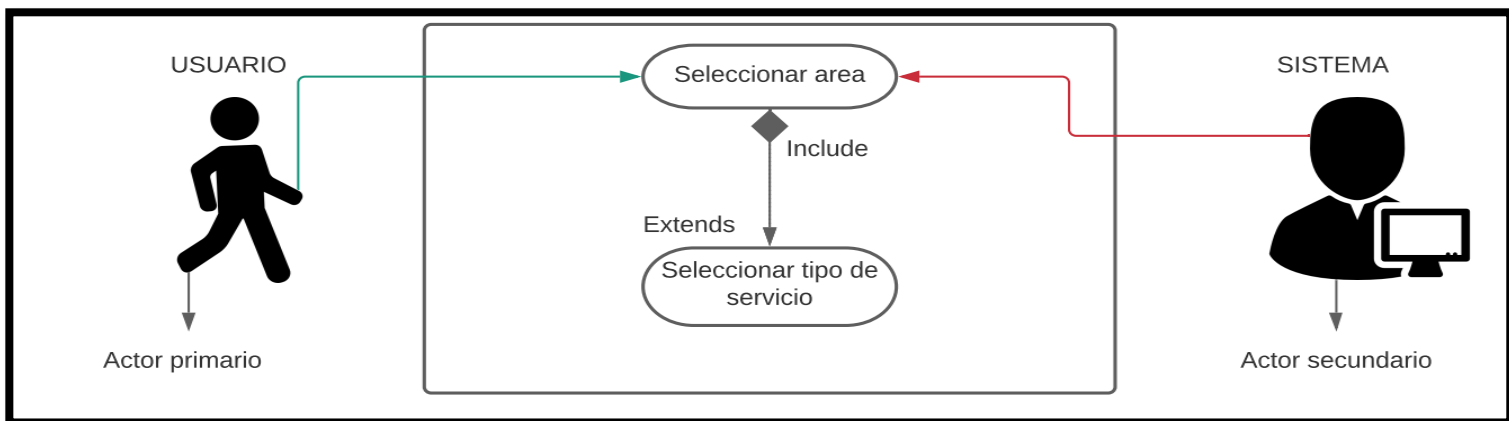 USUARIO
Seleccionar area
SISTEMA
Include
Extends
Seleccionar tipo de
servicio
Actor primario
Actor secundario